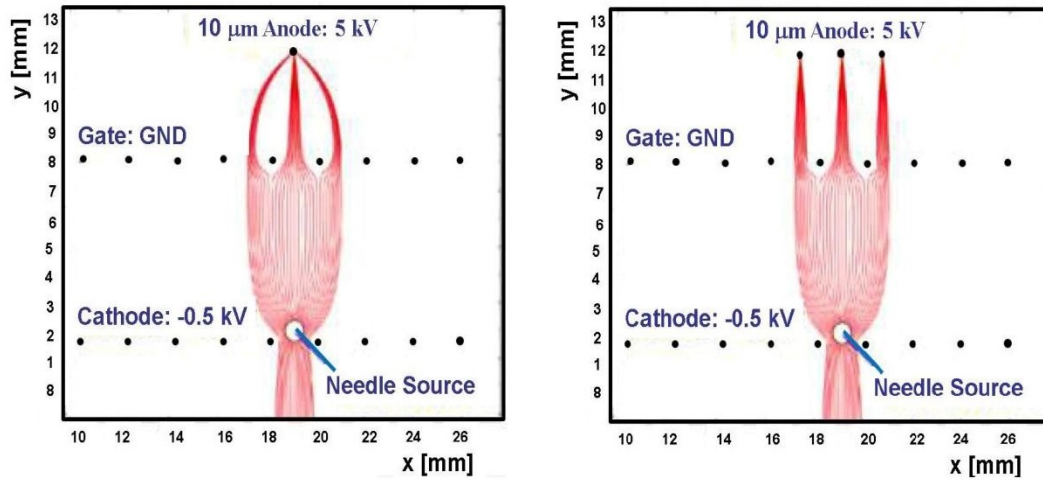 13
12
11
10
9
8
7
6
5
4
3
2
1
8
y [mm]
10 μm Anode: 5 kV
Gate: GND
Cathode: -0.5 kV
Needle Source
10 12 14 16 18 20 22 24 26
x [mm]
13
12
11
10
9
8
7
6
5
4
3
2
1
8
y [mm]
10 μm Anode: 5 kV
Gate: GND
Cathode: -0.5 kV
Needle Source
10 12 14 16 18 20 22 24 26
x [mm]